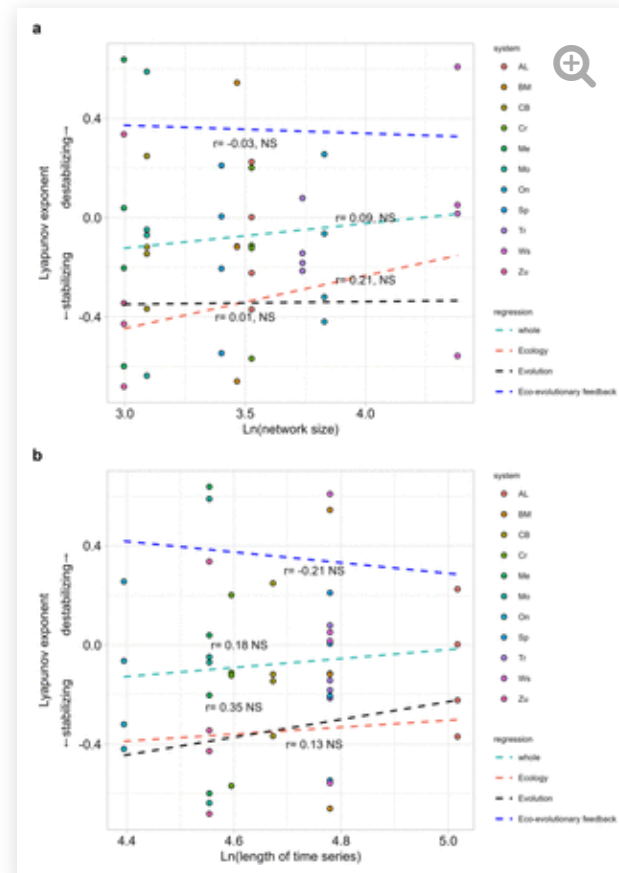 a
system
AL
BM
CB
Cr
Me
Mo
On
Sp
Tr
Ws
Zu
Lyapunov exponent
←stabilizing destabilizing→
0.4
0.0
-0.4
r= -0.03, NS
r= 0.09, NS
r= 0.21, NS
r= 0.01, NS
3.0 3.5 4.0
Ln(network size)
regression
whole
Ecology
Evolution
Eco-evolutionary feedback
b
system
AL
BM
CB
Cr
Me
Mo
On
Sp
Tr
Ws
Zu
Lyapunov exponent
←stabilizing destabilizing→
0.4
0.0
-0.4
r= -0.21 NS
r= 0.18 NS
r= 0.35 NS
r= 0.13 NS
4.4 4.6 4.8 5.0
Ln(length of time series)
regression
whole
Ecology
Evolution
Eco-evolutionary feedback